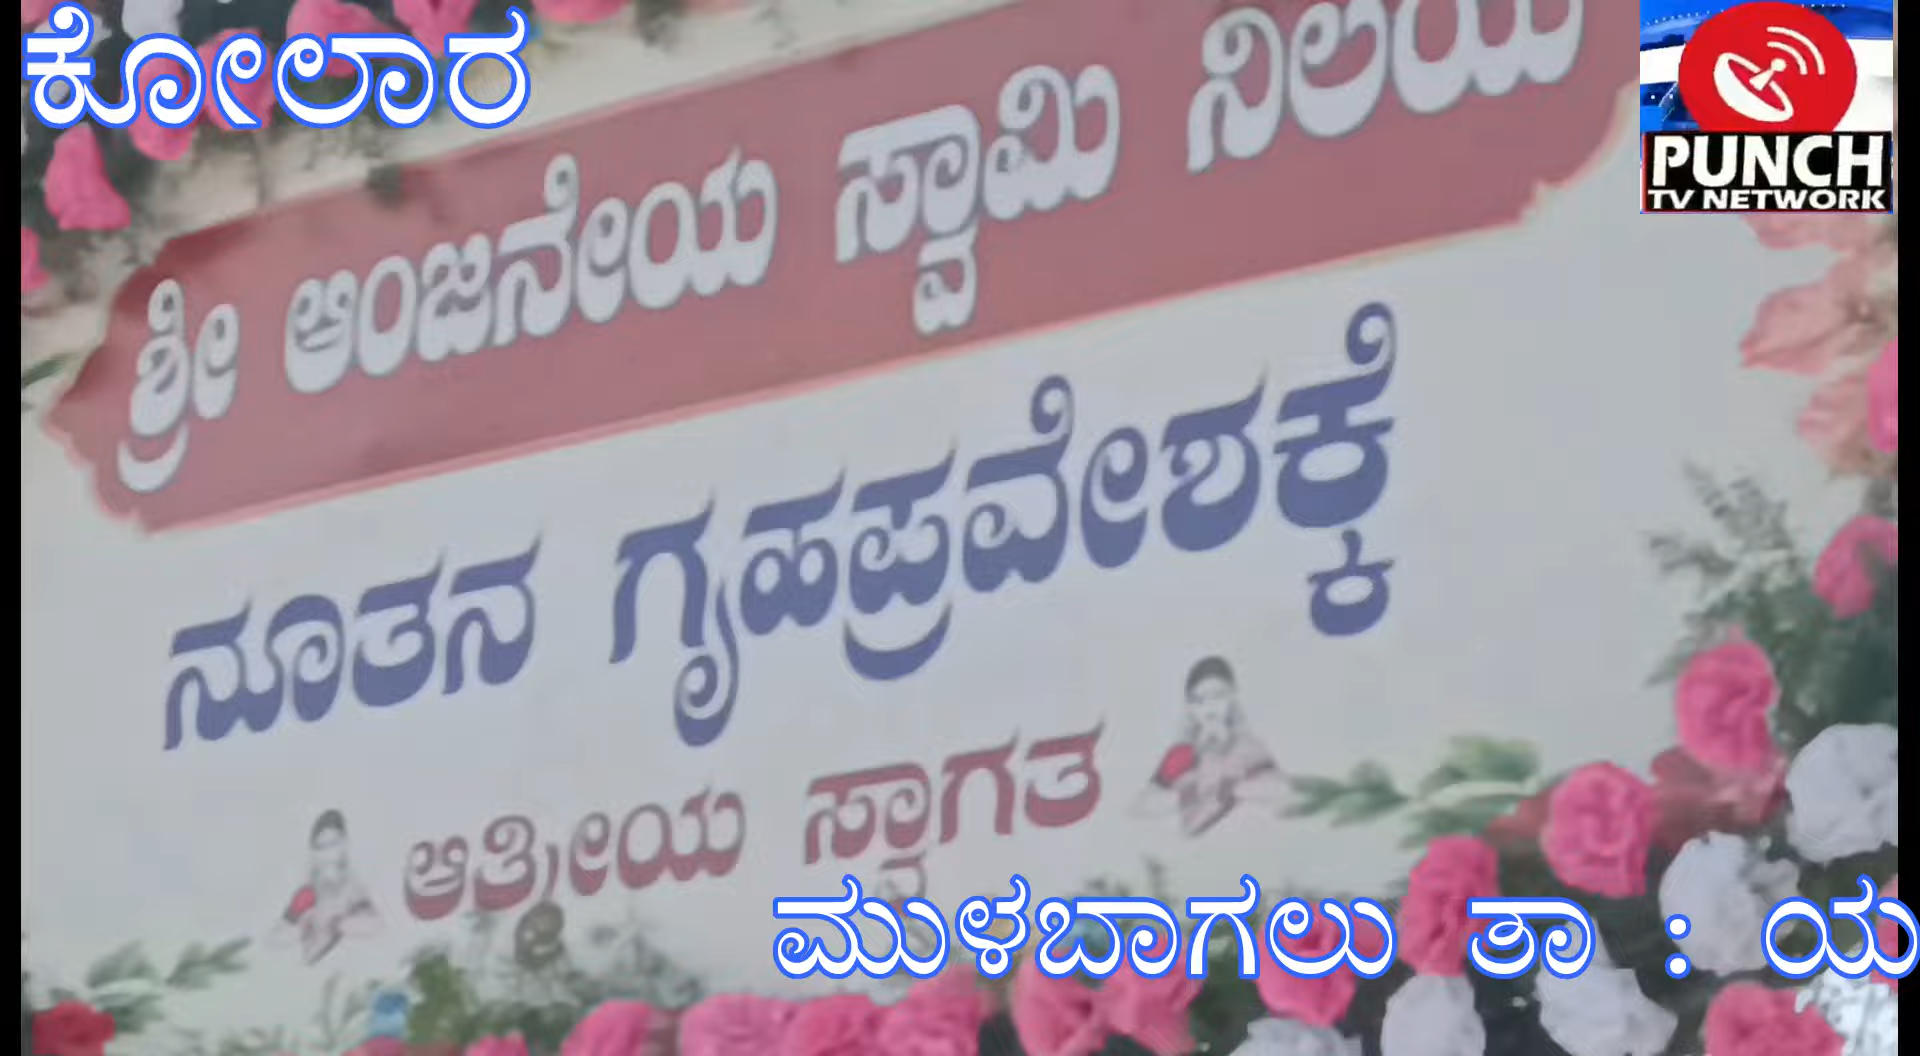 ಕೋಲಾರ
PUNCH
TV NETWORK
ಶ್ರೀ ಆಂಜನೇಯ ಸ್ವಾಮಿ ನಿಲಯ
ನೂತನ ಗೃಹಪ್ರವೇಶಕ್ಕೆ
ಆತ್ಮೀಯ ಸ್ವಾಗತ
ಮುಳಬಾಗಲು ತಾ : ಯ